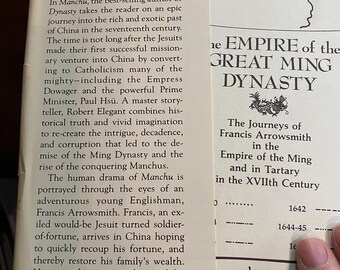 In Manchu, the best-selling author of
Dynasty takes the reader on an epic
journey into the rich and exotic past
of China in the seventeenth century.
The time is not long after the Jesuits
made their first successful mission-
ary venture into China by convert-
ing to Catholicism many of the
mighty—including the Empress
Dowager and the powerful Prime
Minister, Paul Hsü. A master story-
teller, Robert Elegant combines his-
torical truth and vivid imagination
to re-create the intrigue, decadence,
and corruption that led to the de-
mise of the Ming Dynasty and the
rise of the conquering Manchus.
The human drama of Manchu is
portrayed through the eyes of an
adventurous young Englishman,
Francis Arrowsmith. Francis, an ex-
iled would-be Jesuit turned soldier-
of-fortune, arrives in China hoping
to quickly recoup his fortune, and
thereby restore his family's wealth.
EMPIRE of the
GREAT MING
DYNASTY
The Journeys of
Francis Arrowsmith
in the
Empire of the Ming
and in Tartary
in the XVIIth Century
1642
1644-45